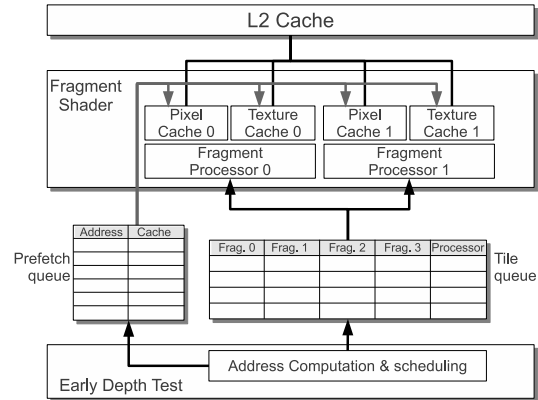 L2 Cache
Fragment
Shader
Pixel
Cache 0
Texture
Cache 0
Pixel
Cache 1
Texture
Cache 1
Fragment
Processor 0
Fragment
Processor 1
Address Cache
Prefetch
queue
Frag. 0 Frag. 1 Frag. 2 Frag. 3 Processor
Tile
queue
Address Computation & scheduling
Early Depth Test